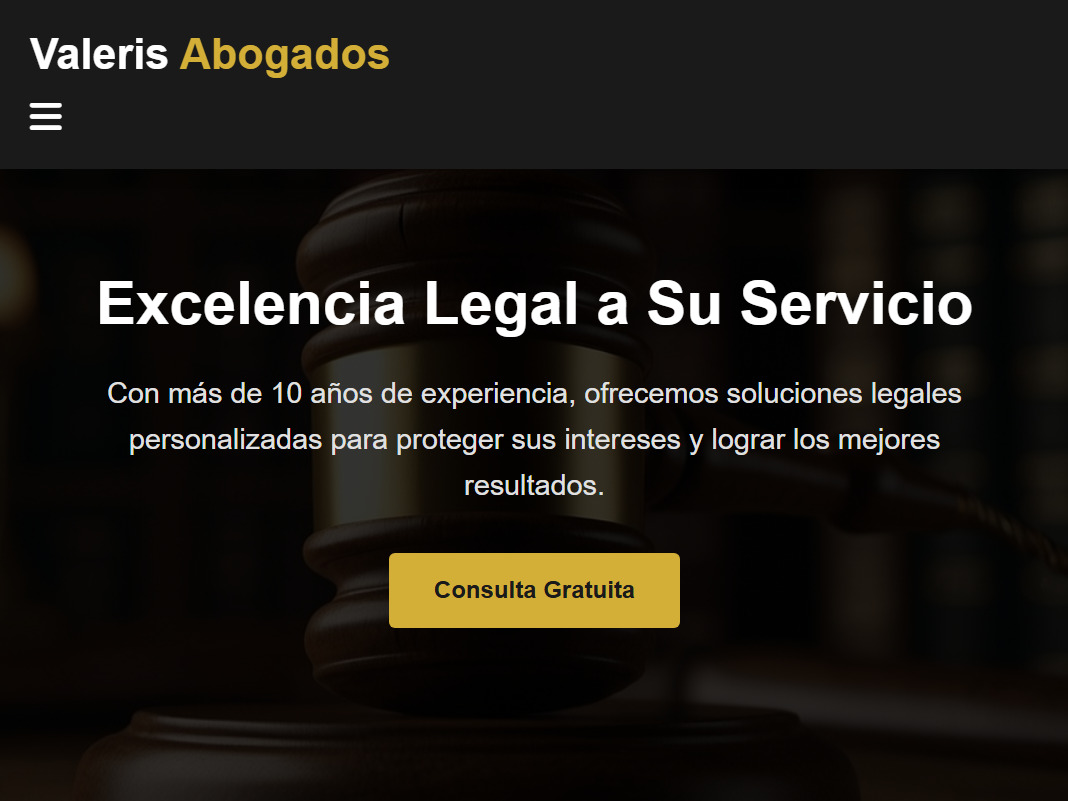 Valeris Abogados
Excelencia Legal a Su Servicio
Con más de 10 años de experiencia, ofrecemos soluciones legales
personalizadas para proteger sus intereses y lograr los mejores
resultados.
Consulta Gratuita